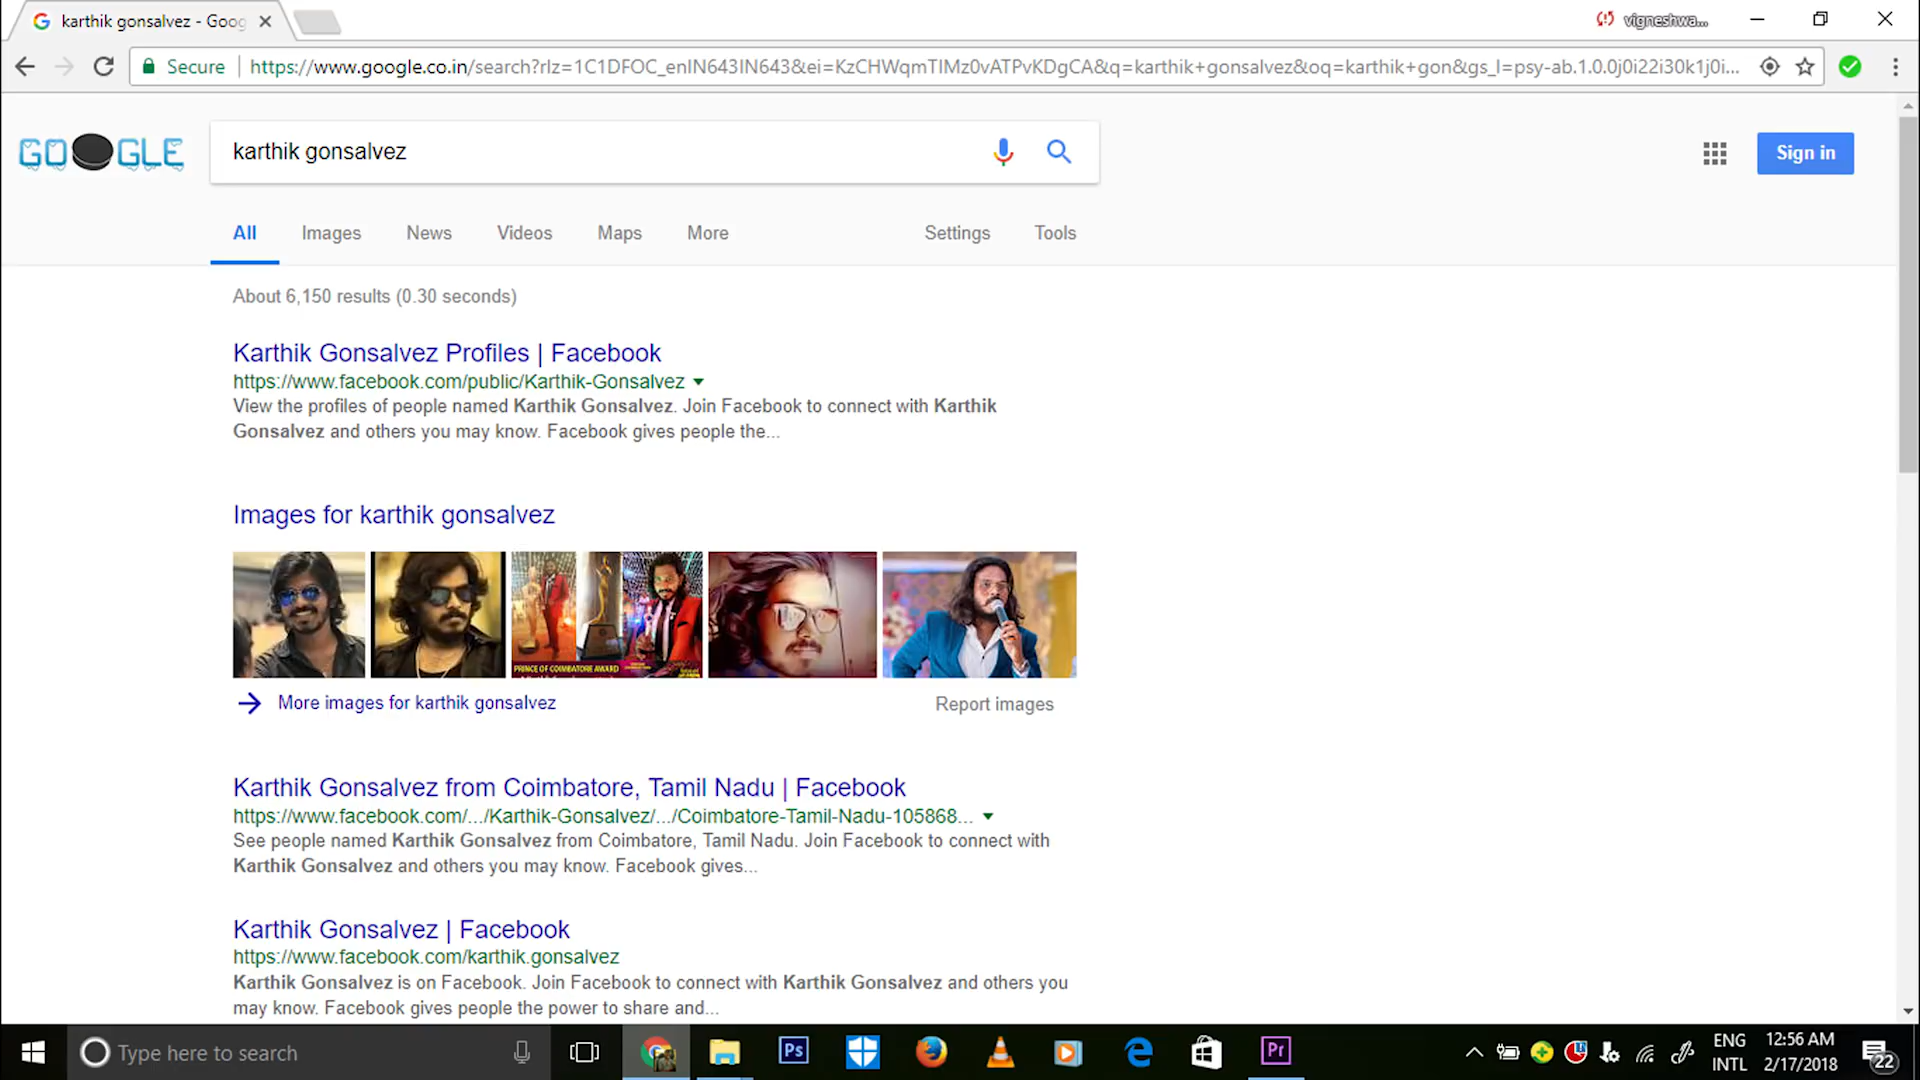 karthik gonsalvez - Goog
vigneshwa...
Secure
https://www.google.co.in/search?rlz=1C1DFOC_enIN643IN643&ei=KzCHWqmTIMz0vATPvKDgCA&q=karthik+gonsalvez&oq=karthik+gon&gs_l=psy-ab.1.0.0j0i22i30k1j0i...
GOOGLE
karthik gonsalvez
Sign in
All Images News Videos Maps More Settings Tools
About 6,150 results (0.30 seconds)
Karthik Gonsalvez Profiles | Facebook
https://www.facebook.com/public/Karthik-Gonsalvez
View the profiles of people named Karthik Gonsalvez. Join Facebook to connect with Karthik
Gonsalvez and others you may know. Facebook gives people the...
Images for karthik gonsalvez
PRINCE OF COIMBATORE AWARD
More images for karthik gonsalvez
Report images
Karthik Gonsalvez from Coimbatore, Tamil Nadu | Facebook
https://www.facebook.com/.../Karthik-Gonsalvez/.../Coimbatore-Tamil-Nadu-105868...
See people named Karthik Gonsalvez from Coimbatore, Tamil Nadu. Join Facebook to connect with
Karthik Gonsalvez and others you may know. Facebook gives...
Karthik Gonsalvez | Facebook
https://www.facebook.com/karthik.gonsalvez
Karthik Gonsalvez is on Facebook. Join Facebook to connect with Karthik Gonsalvez and others you
may know. Facebook gives people the power to share and...
Type here to search
Ps
Pr
ENG
INTL
12:56 AM
2/17/2018
22